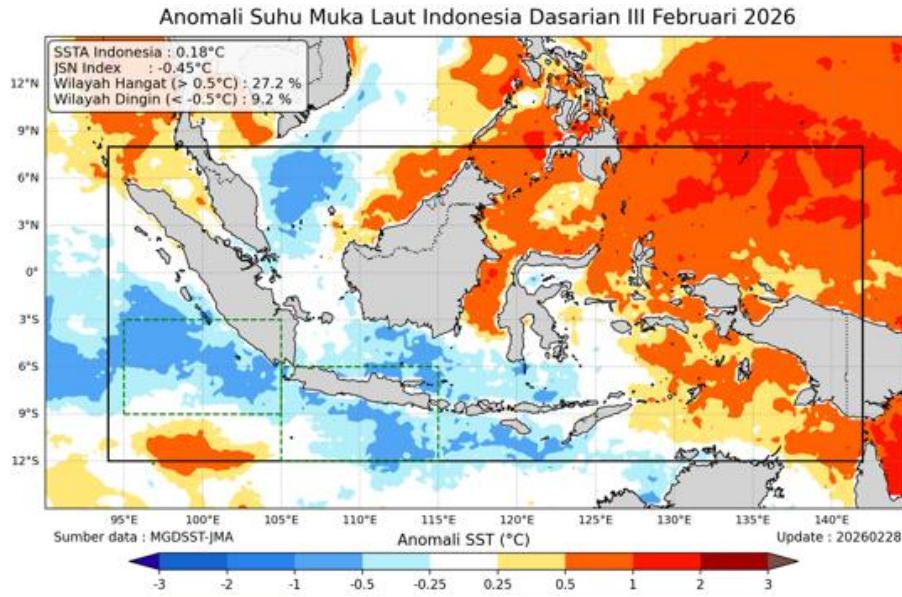 Anomali Suhu Muka Laut Indonesia Dasarian III Februari 2026
SSTA Indonesia : 0.18°C
JSN Index : -0.45°C
Wilayah Hangat (> 0.5°C) : 27.2 %
Wilayah Dingin (< -0.5°C) : 9.2 %
12°N
9°N
6°N
3°N
0°
3°S
6°S
9°S
12°S
95°E 100°E 105°E 110°E 115°E 120°E 125°E 130°E 135°E 140°E
Sumber data : MGDSST-JMA Anomali SST (°C) Update : 20260228
-3 -2 -1 -0.5 -0.25 0.25 0.5 1 2 3